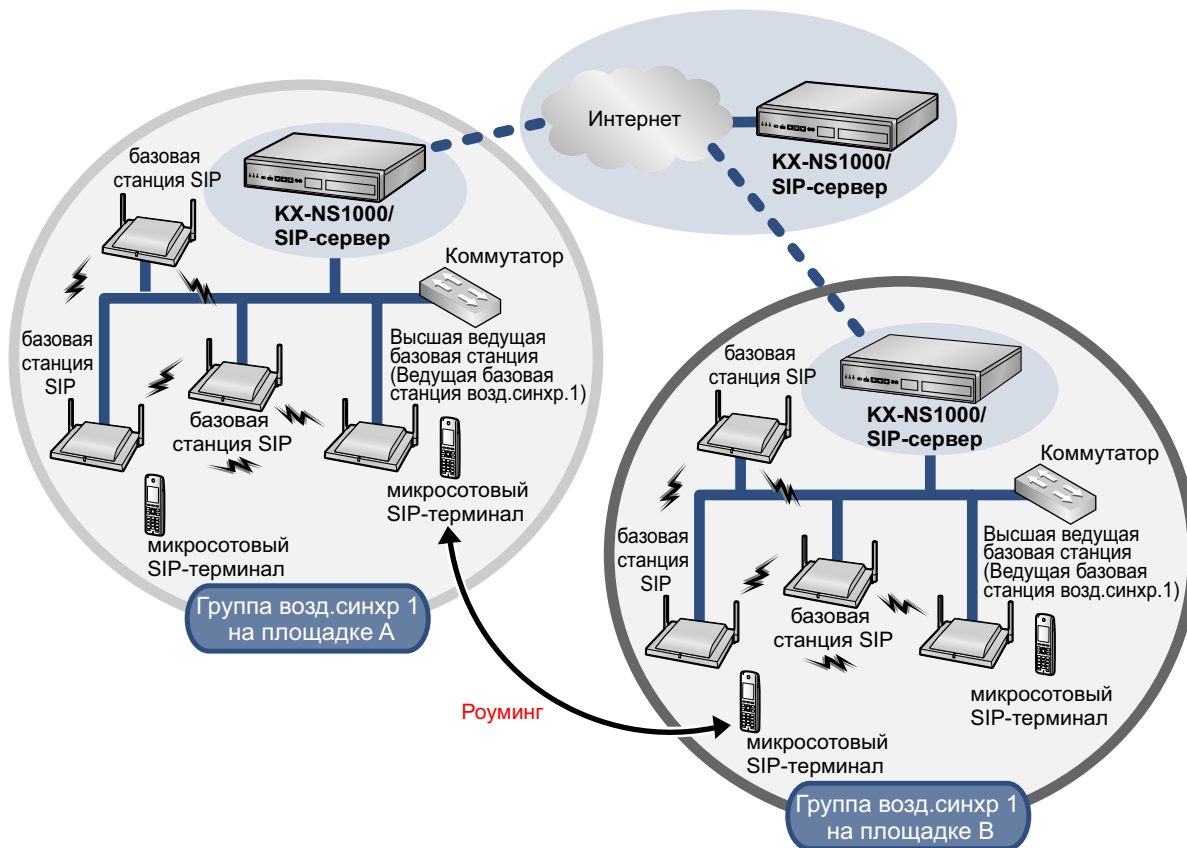 Интернет
KX-NS1000/
SIP-сервер
базовая
станция SIP
KX-NS1000/
SIP-сервер
Коммутатор
базовая
станция
SIP
Высшая ведущая
базовая станция
(Ведущая базовая
станция возд.синхр.1)
базовая
станция SIP
микросотовый
SIP-терминал
микросотовый
SIP-терминал
Группа возд.синхр 1
на площадке A
Роуминг
базовая
станция SIP
KX-NS1000/
SIP-сервер
Коммутатор
базовая
станция
SIP
Высшая ведущая
базовая станция
(Ведущая базовая
станция возд.синхр.1)
базовая
станция SIP
микросотовый
SIP-терминал
микросотовый
SIP-терминал
Группа возд.синхр 1
на площадке B